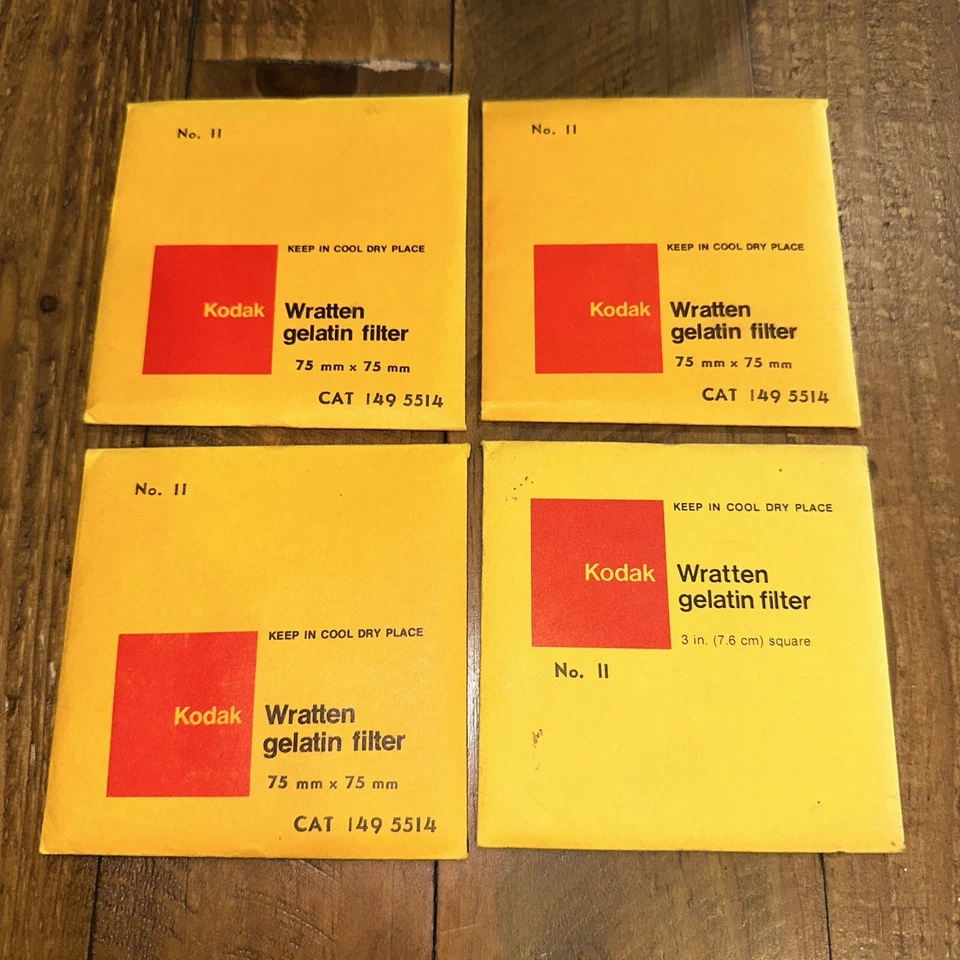 No. 11
KEEP IN COOL DRY PLACE
Kodak
Wratten
gelatin filter
75 mm x 75 mm
CAT 149 5514
No. 11
KEEP IN COOL DRY PLACE
Kodak
Wratten
gelatin filter
75 mm x 75 mm
CAT 149 5514
No. 11
KEEP IN COOL DRY PLACE
Kodak
Wratten
gelatin filter
75 mm x 75 mm
CAT 149 5514
KEEP IN COOL DRY PLACE
Kodak
Wratten
gelatin filter
3 in. (7.6 cm) square
No. 11